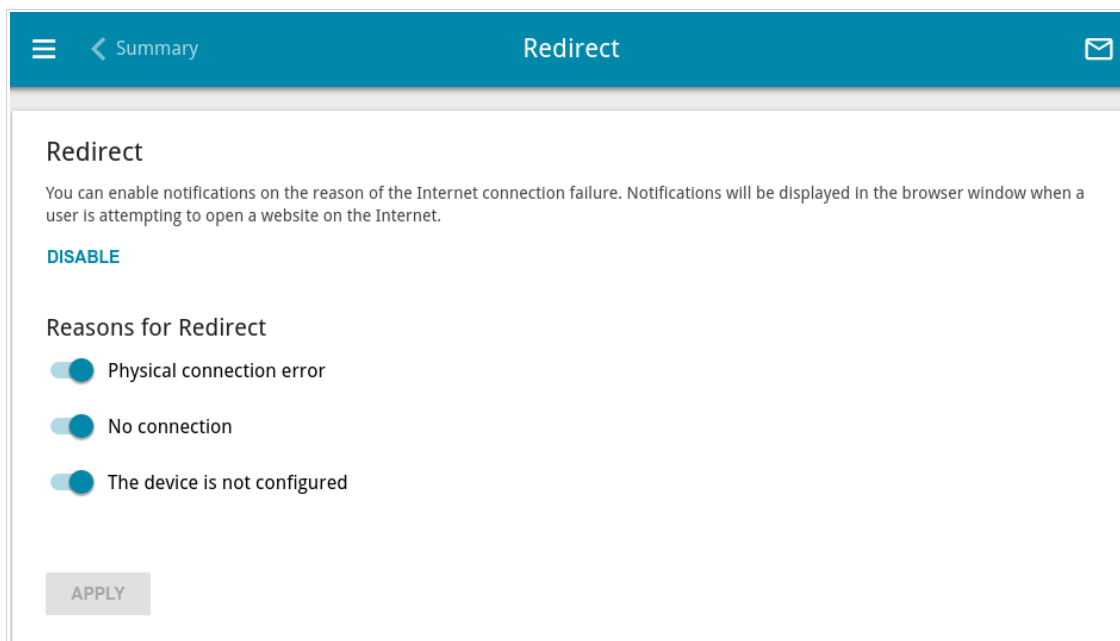 Summary
Redirect
Redirect
You can enable notifications on the reason of the Internet connection failure. Notifications will be displayed in the browser window when a
user is attempting to open a website on the Internet.
DISABLE
Reasons for Redirect
Physical connection error
No connection
The device is not configured
APPLY